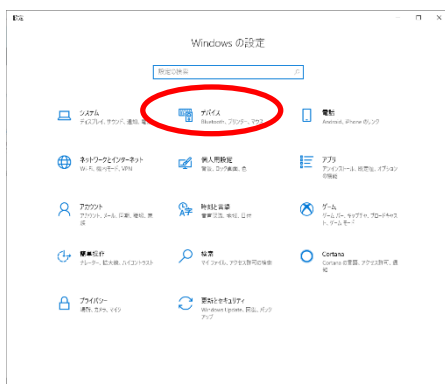 設定
Windows の設定
設定の検索
システム
ディスプレイ、サウンド、通知、電
デバイス
Bluetooth、プリンター、マウス
電話
Android、iPhone のリンク
ネットワークとインターネット
Wi-Fi、機内モード、VPN
個人用設定
背景、ロック画面、色
アプリ
アンインストール、既定値、オプション
の機能
アカウント
アカウント、メール、同期、職場、家
族
時刻と言語
音声認識、地域、日付
ゲーム
ゲーム バー、キャプチャ、ブロードキャス
ト、ゲーム モード
簡単操作
ナレーター、拡大鏡、ハイコントラスト
検索
マイ ファイル、アクセス許可の検索
Cortana
Cortana の言語、アクセス許可、通
知
プライバシー
場所、カメラ、マイク
更新とセキュリティ
Windows Update、回復、バック
アップ